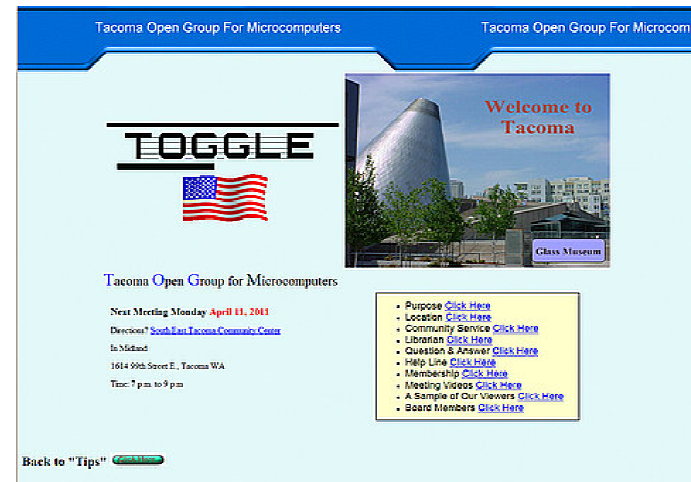 Tacoma Open Group For Microcomputers
Tacoma Open Group For Microcom
TOGGLE
Welcome to
Tacoma
Glass Museum
Tacoma Open Group for Microcomputers
Next Meeting Monday April 11, 2011
Directions? South East Tacoma Community Center
In Midland
1614 99th Street E., Tacoma WA
Time: 7 p.m. to 9 p.m
Purpose Click Here
Location Click Here
Community Service Click Here
Librarian Click Here
Question & Answer Click Here
Help Line Click Here
Membership Click Here
Meeting Videos Click Here
A Sample of Our Viewers Click Here
Board Members Click Here
Back to "Tips"